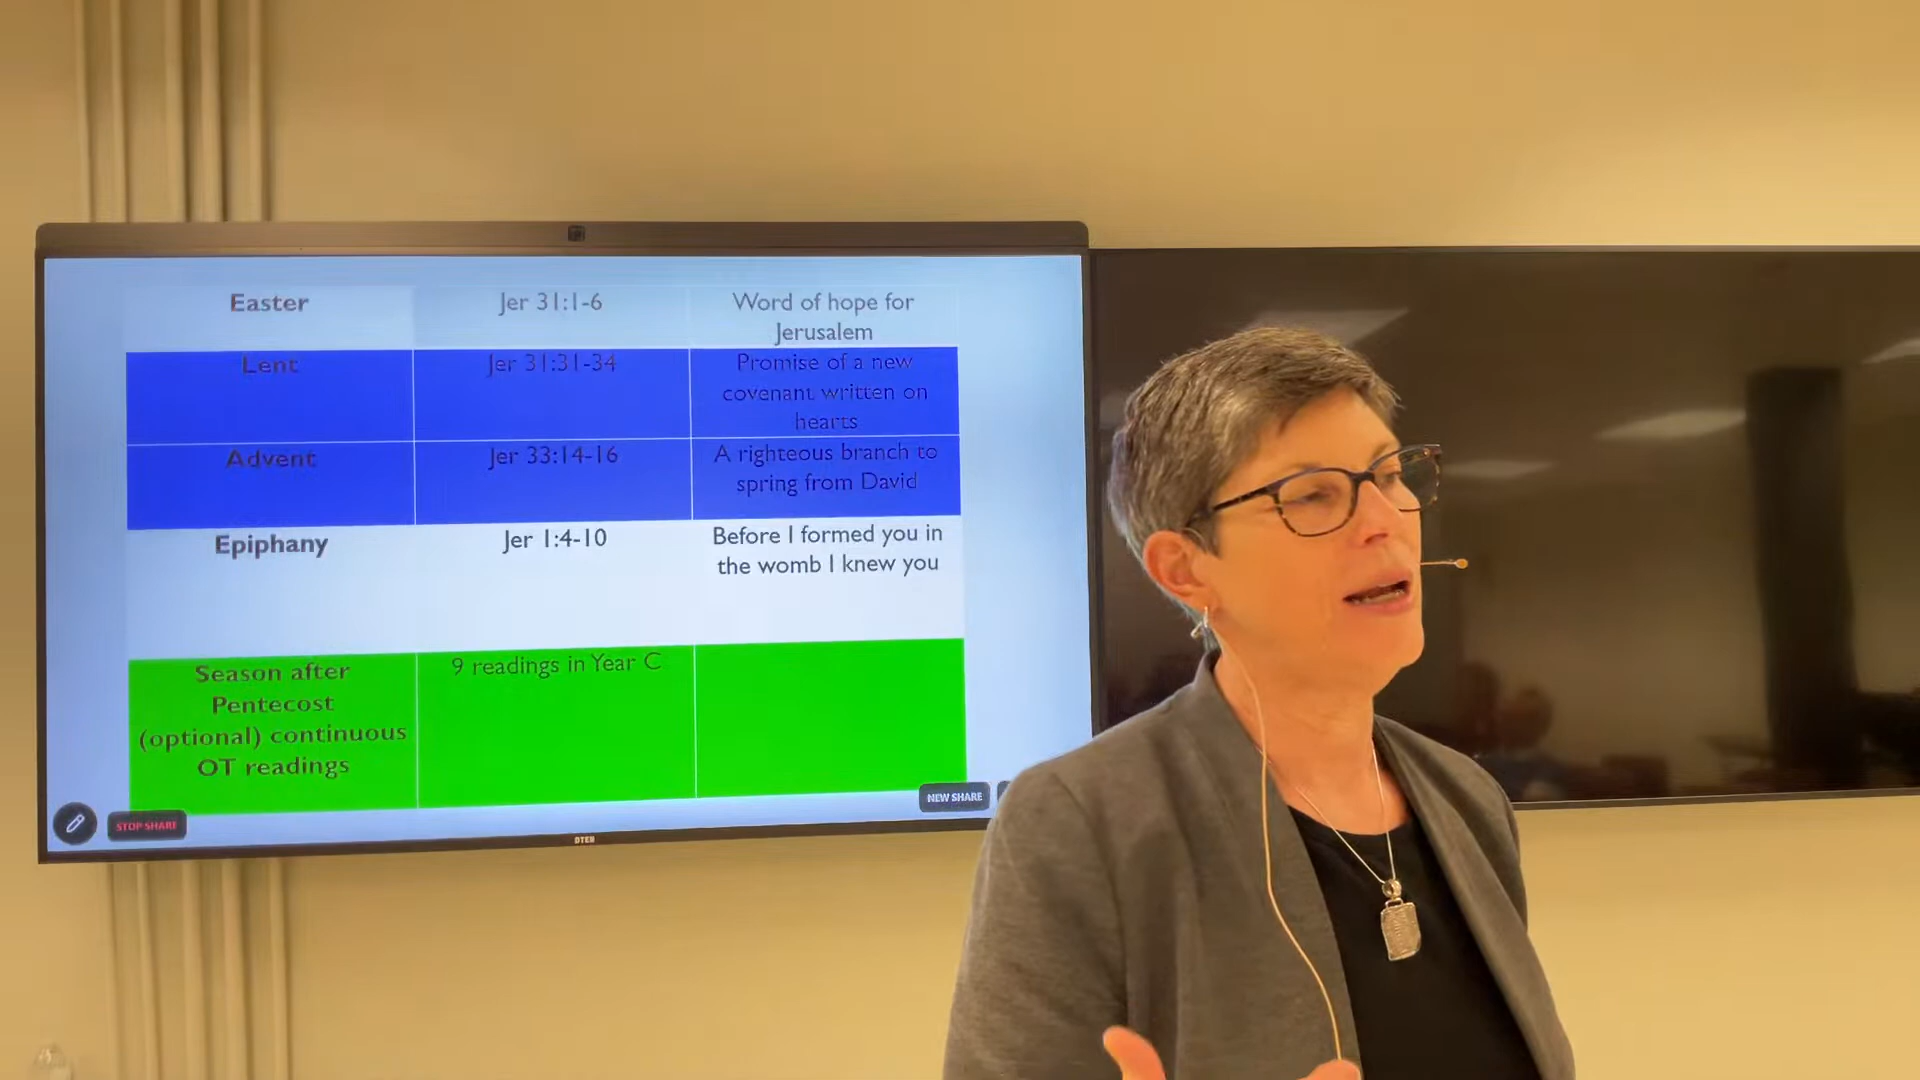 Easter
Jer 31:1-6
Word of hope for
Jerusalem
Lent
Jer 31:31-34
Promise of a new
covenant written on
hearts
Advent
Jer 33:14-16
A righteous branch to
spring from David
Epiphany
Jer 1:4-10
Before I formed you in
the womb I knew you
Season after
Pentecost
(optional) continuous
OT readings
9 readings in Year C
NEW SHARE
STOP SHARE
DTEN